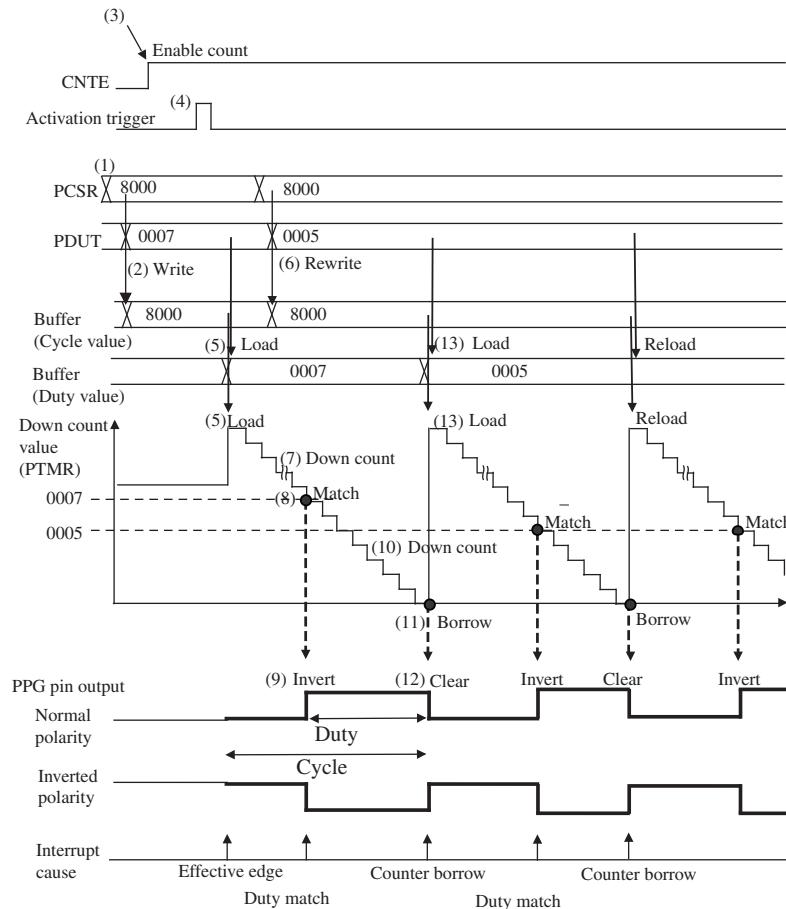 (3)
Enable count
CNTE
(4)
Activation trigger
(1)
PCSR 8000 8000
PDUT 0007 0005
(2) Write (6) Rewrite
Buffer
(Cycle value)
8000 8000
(5) Load (13) Load Reload
Buffer
(Duty value)
0007 0005
Down count
value
(PTMR)
(5) Load (13) Load Reload
(7) Down count
0007 (8) Match
0005 Match Match
(10) Down count
(11) Borrow Borrow
PPG pin output
(9) Invert (12) Clear Invert Clear Invert
Normal
polarity
Duty
Cycle
Inverted
polarity
Interrupt
cause
Effective edge Counter borrow Counter borrow
Duty match Duty match